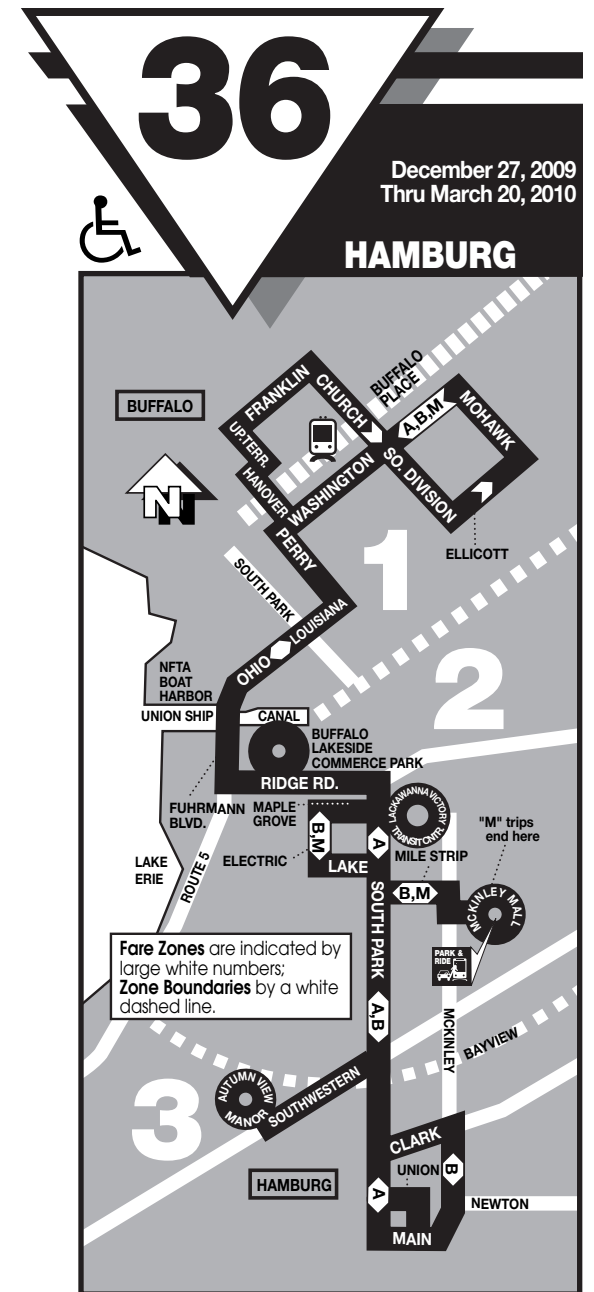 36
December 27, 2009
Thru March 20, 2010
HAMBURG
BUFFALO
FRANKLIN
CHURCH
BUFFALO
PLACE
A,B,M
MOHAWK
UP.TERR.
HANOVER
WASHINGTON
SO. DIVISION
N
PERRY
ELLICOTT
1
SOUTH PARK
LOUISIANA
OHIO
2
NFTA
BOAT
HARBOR
UNION SHIP
CANAL
BUFFALO
LAKESIDE
COMMERCE PARK
RIDGE RD.
FUHRMANN
BLVD.
MAPLE
GROVE
LACKAWANNA VICTORY
TRANSIT CNTR.
"M" trips
end here
B,M
A
MILE STRIP
ELECTRIC
LAKE
LAKE
ERIE
ROUTE 5
SOUTH PARK
B,M
MCKINLEY MALL
PARK &
RIDE
Fare Zones are indicated by
large white numbers;
Zone Boundaries by a white
dashed line.
A,B
MCKINLEY
BAYVIEW
3
AUTUMN VIEW
MANOR
SOUTHWESTERN
CLARK
HAMBURG
UNION
A
B
NEWTON
MAIN